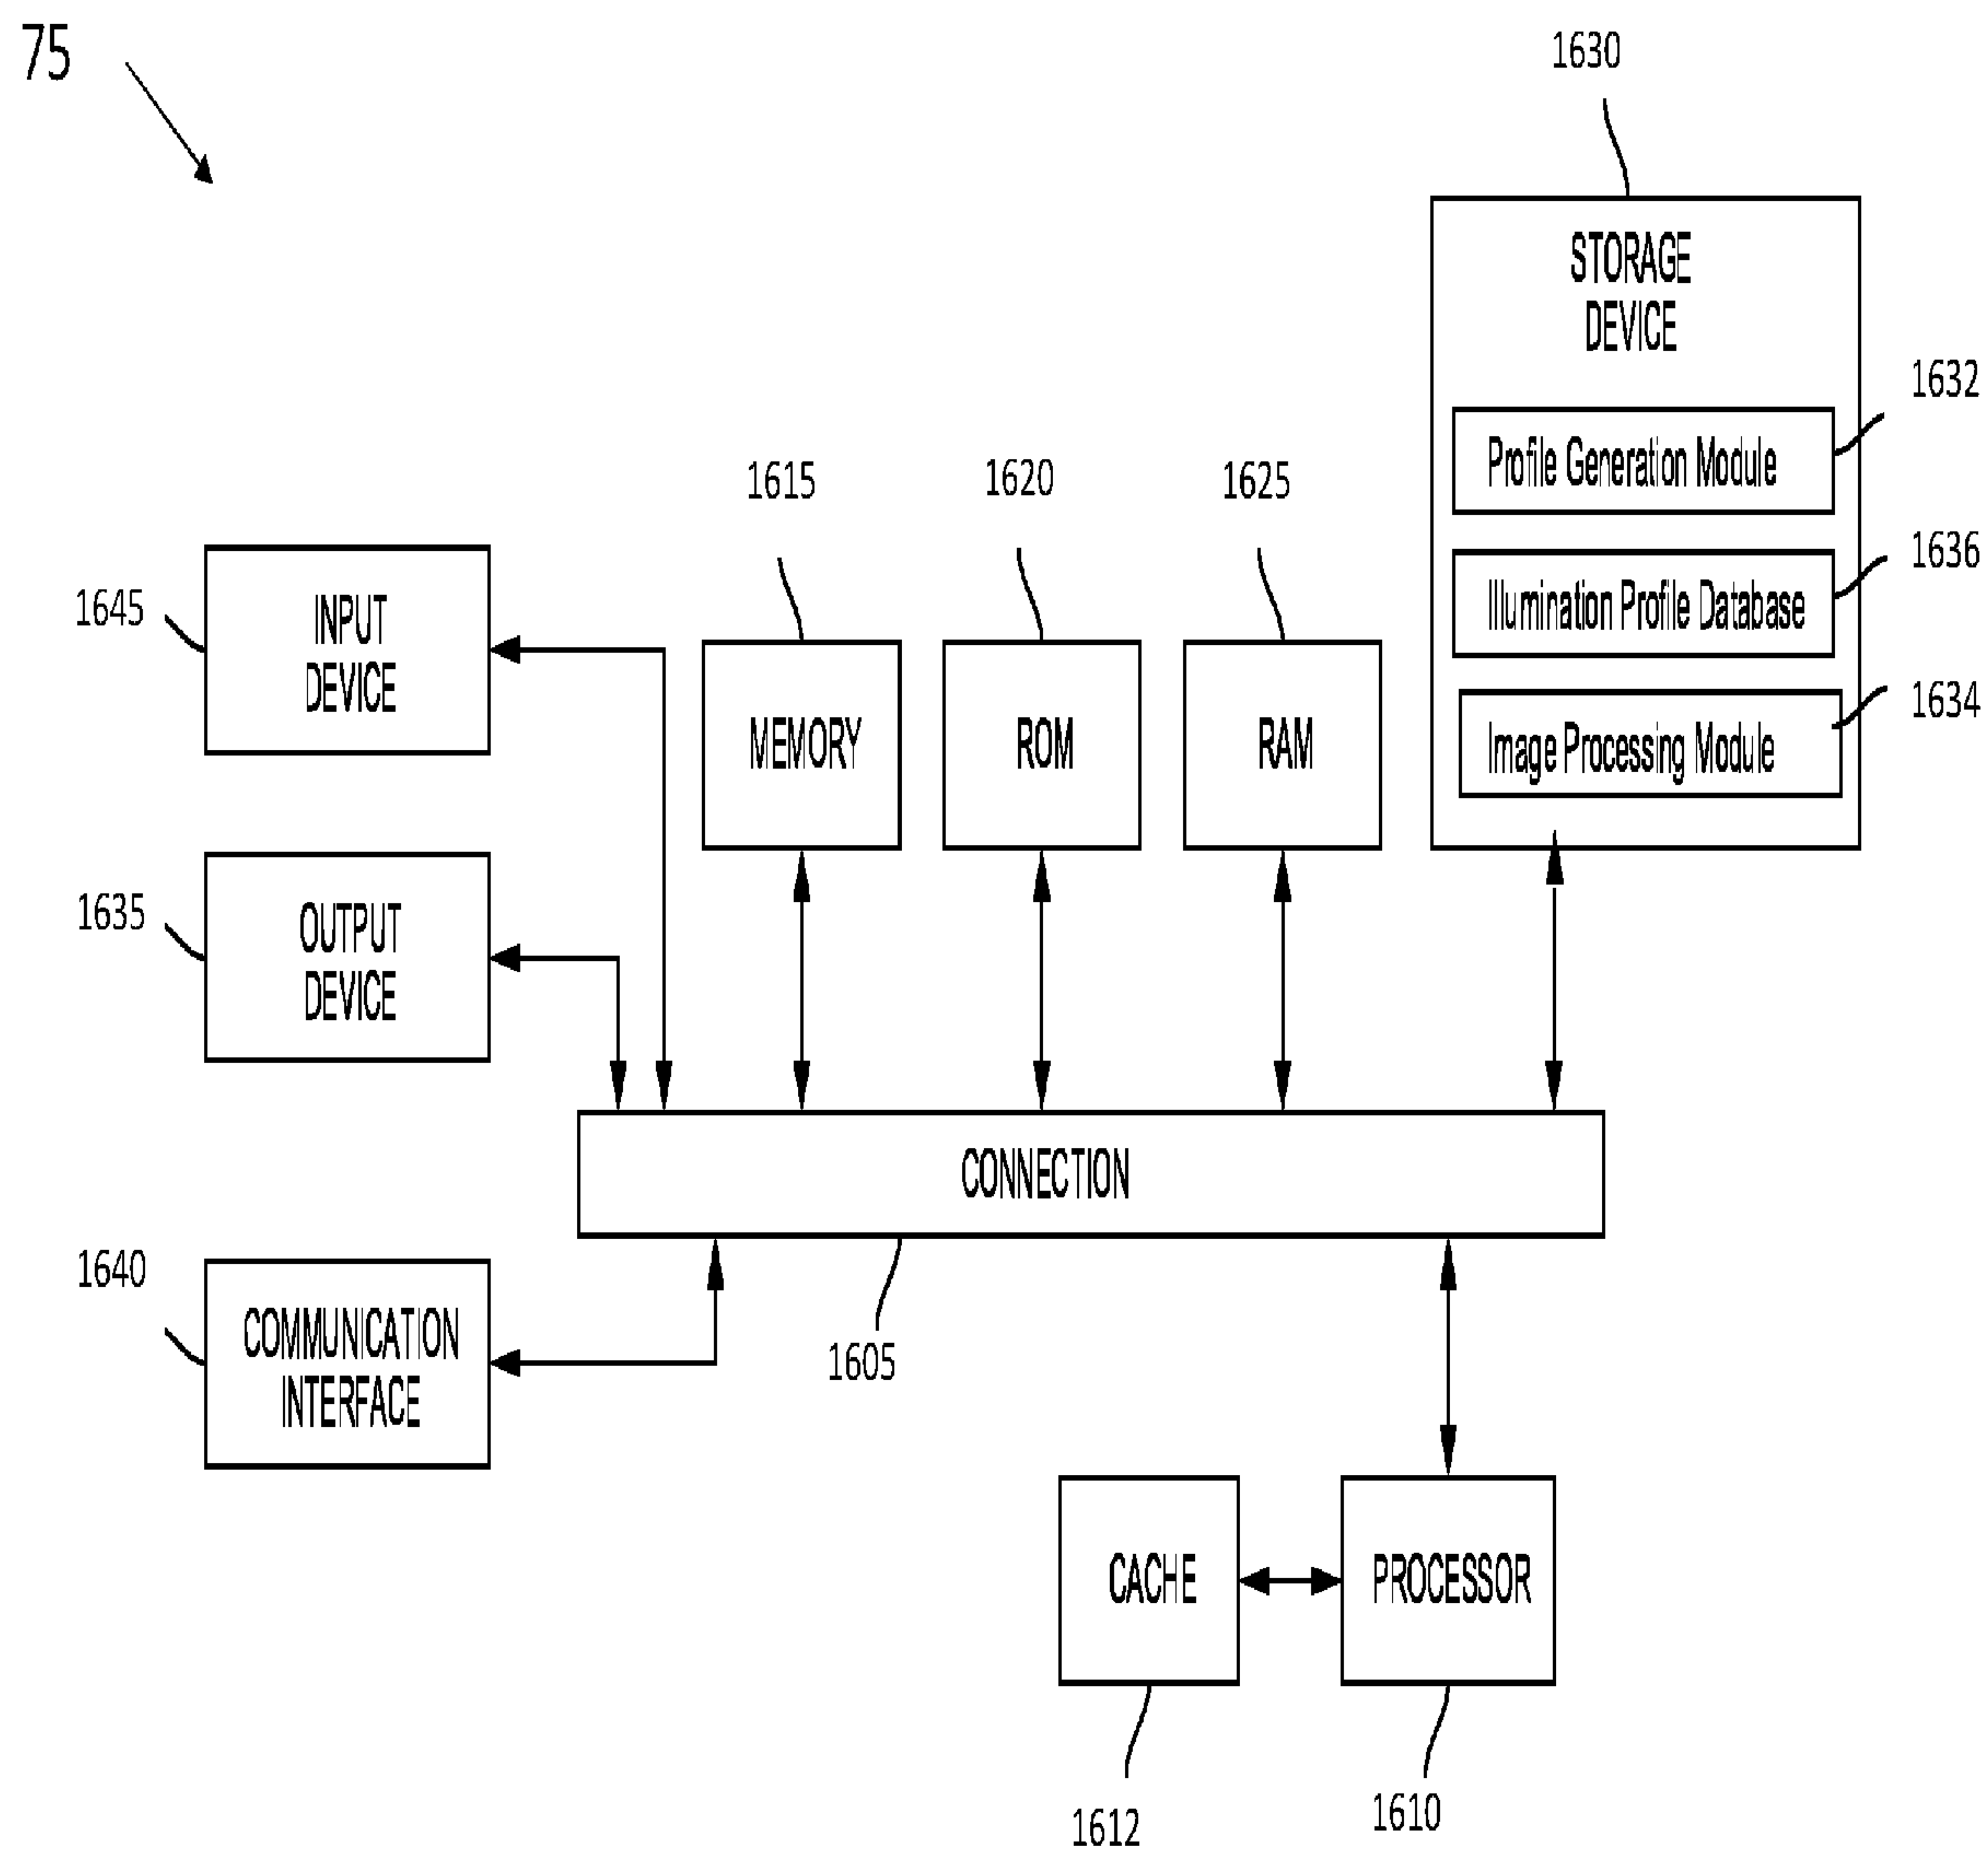 75
1630
STORAGE
DEVICE
1632
Profile Generation Module
1636
Illumination Profile Database
1634
Image Processing Module
1615
1620
1625
1645
INPUT
DEVICE
MEMORY
ROM
RAM
1635
OUTPUT
DEVICE
CONNECTION
1640
COMMUNICATION
INTERFACE
1605
CACHE
PROCESSOR
1612
1610